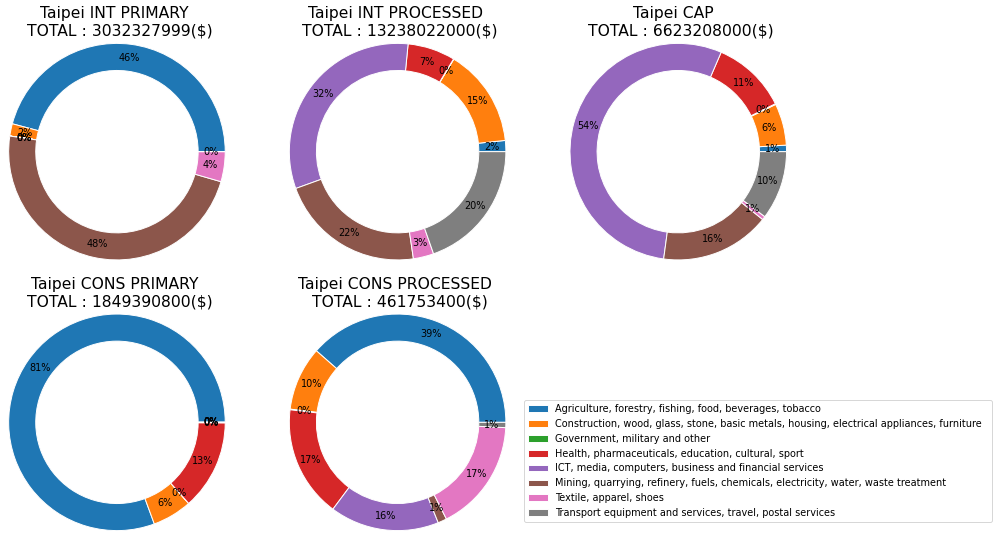 Taipei INT PRIMARY
TOTAL : 3032327999($)
46%
2%
0%
0%
48%
4%
0%
Taipei INT PROCESSED
TOTAL : 13238022000($)
2%
15%
0%
7%
32%
22%
3%
20%
Taipei CAP
TOTAL : 6623208000($)
1%
6%
0%
11%
54%
16%
1%
10%
Taipei CONS PRIMARY
TOTAL : 1849390800($)
81%
6%
0%
13%
0%
0%
Taipei CONS PROCESSED
TOTAL : 461753400($)
39%
10%
0%
17%
16%
1%
17%
1%
Agriculture, forestry, fishing, food, beverages, tobacco
Construction, wood, glass, stone, basic metals, housing, electrical appliances, furniture
Government, military and other
Health, pharmaceuticals, education, cultural, sport
ICT, media, computers, business and financial services
Mining, quarrying, refinery, fuels, chemicals, electricity, water, waste treatment
Textile, apparel, shoes
Transport equipment and services, travel, postal services